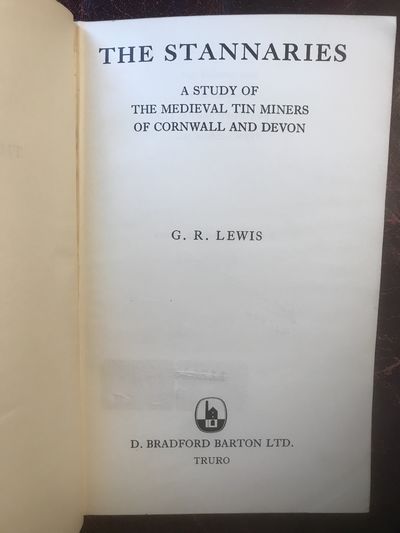 THE STANNARIES
A STUDY OF
THE MEDIEVAL TIN MINERS
OF CORNWALL AND DEVON
G. R. LEWIS
D. BRADFORD BARTON LTD.
TRURO